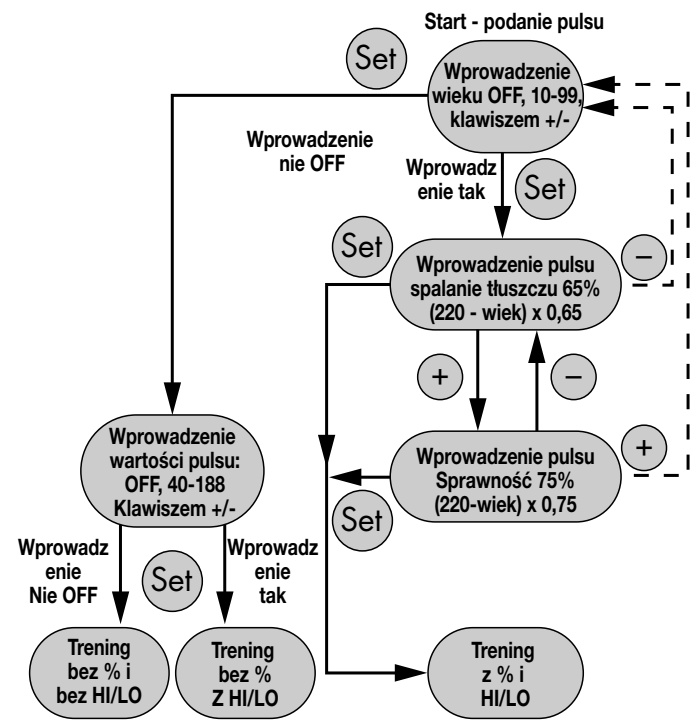 Start - podanie pulsu
Set
Wprowadzenie
wieku OFF, 10-99,
klawiszem +/-
Wprowadzenie
nie OFF
Wprowadz
enie tak
Set
Set
Wprowadzenie pulsu
spalanie tłuszczu 65%
(220 - wiek) x 0,65
–
+
–
Wprowadzenie
wartości pulsu:
OFF, 40-188
Klawiszem +/-
Wprowadzenie pulsu
Sprawność 75%
(220-wiek) x 0,75
+
Set
Wprowadz
enie
Nie OFF
Set
Wprowadz
enie
tak
Trening
bez % i
bez HI/LO
Trening
bez %
Z HI/LO
Trening
z % i
HI/LO